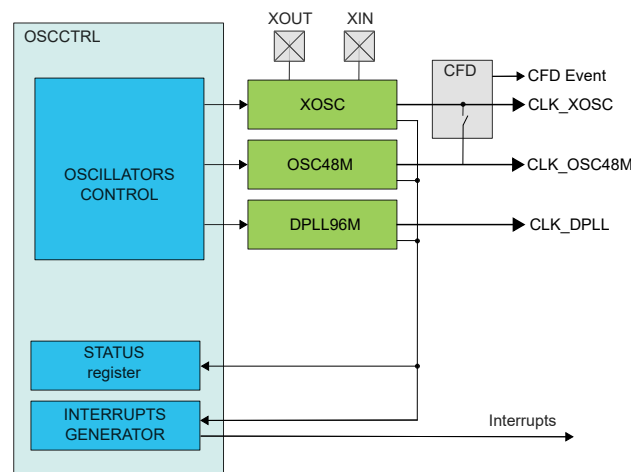 XOUT XIN
OSCCTRL
CFD
CFD Event
XOSC
CLK_XOSC
OSCILLATORS
CONTROL
OSC48M
CLK_OSC48M
DPLL96M
CLK_DPLL
STATUS
register
INTERRUPTS
GENERATOR
Interrupts